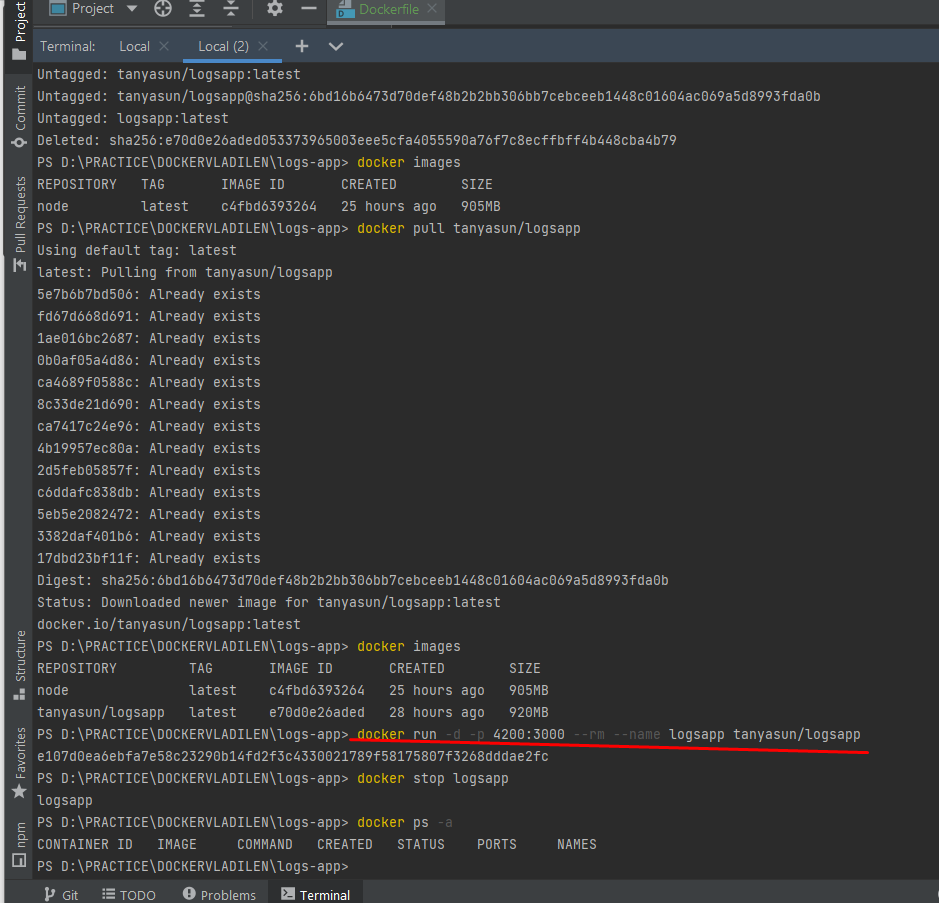 Project
Dockerfile
Terminal:
Local
Local (2)
Untagged: tanyasun/logsapp:latest
Untagged: tanyasun/logsapp@sha256:6bd16b6473d70def48b2b2bb306bb7cebceeb1448c01604ac069a5d8993fda0b
Untagged: logsapp:latest
Deleted: sha256:e70d0e26aded053373965003eee5cfa4055590a76f7c8ecffbff4b448cba4b79
PS D:\PRACTICE\DOCKERVLADILEN\logs-app> docker images
REPOSITORY TAG IMAGE ID CREATED SIZE
node latest c4fbd6393264 25 hours ago 905MB
PS D:\PRACTICE\DOCKERVLADILEN\logs-app> docker pull tanyasun/logsapp
Using default tag: latest
latest: Pulling from tanyasun/logsapp
5e7b6b7bd506: Already exists
fd67d668d691: Already exists
1ae016bc2687: Already exists
0b0af05a4d86: Already exists
ca4689f0588c: Already exists
8c33de21d690: Already exists
ca7417c24e96: Already exists
4b19957ec80a: Already exists
2d5feb05857f: Already exists
c6ddafc838db: Already exists
5eb5e2082472: Already exists
3382daf401b6: Already exists
17dbd23bf11f: Already exists
Digest: sha256:6bd16b6473d70def48b2b2bb306bb7cebceeb1448c01604ac069a5d8993fda0b
Status: Downloaded newer image for tanyasun/logsapp:latest
docker.io/tanyasun/logsapp:latest
PS D:\PRACTICE\DOCKERVLADILEN\logs-app> docker images
REPOSITORY TAG IMAGE ID CREATED SIZE
node latest c4fbd6393264 25 hours ago 905MB
tanyasun/logsapp latest e70d0e26aded 28 hours ago 920MB
PS D:\PRACTICE\DOCKERVLADILEN\logs-app> docker run -d -p 4200:3000 --rm --name logsapp tanyasun/logsapp
e107d0ea6ebfa7e58c23290b14fd2f3c4330021789f58175807f3268dddae2fc
PS D:\PRACTICE\DOCKERVLADILEN\logs-app> docker stop logsapp
logsapp
PS D:\PRACTICE\DOCKERVLADILEN\logs-app> docker ps -a
CONTAINER ID IMAGE COMMAND CREATED STATUS PORTS NAMES
PS D:\PRACTICE\DOCKERVLADILEN\logs-app>
Project
Commit
Pull Requests
Structure
Favorites
npm
Git
TODO
Problems
Terminal